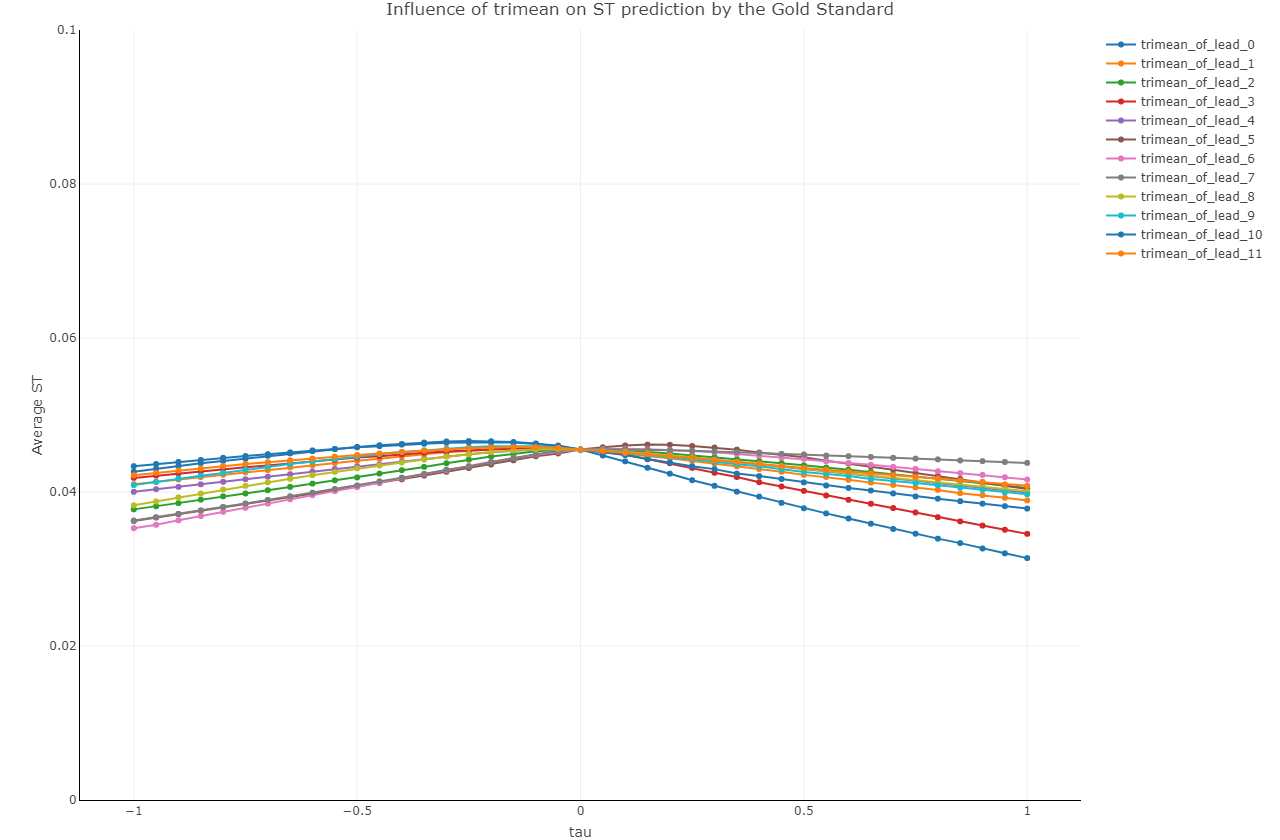 Influence of trimean on ST prediction by the Gold Standard
0.1
0.08
0.06
0.04
0.02
0
Average ST
−1
−0.5
0
0.5
1
tau
trimean_of_lead_0
trimean_of_lead_1
trimean_of_lead_2
trimean_of_lead_3
trimean_of_lead_4
trimean_of_lead_5
trimean_of_lead_6
trimean_of_lead_7
trimean_of_lead_8
trimean_of_lead_9
trimean_of_lead_10
trimean_of_lead_11